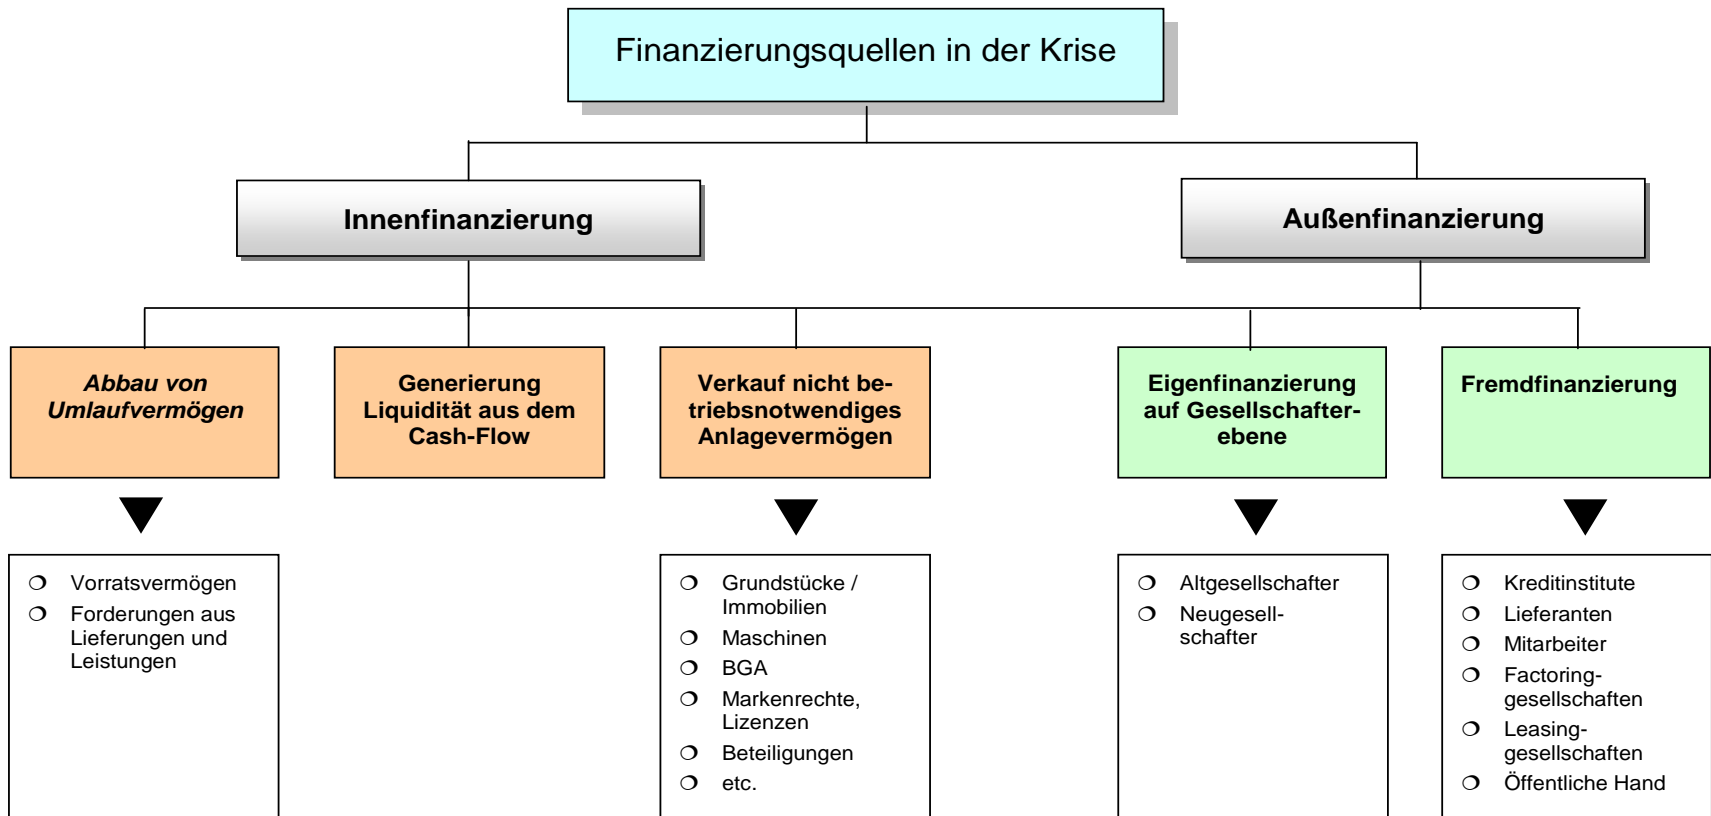 Finanzierungsquellen in der Krise
Innenfinanzierung
Außenfinanzierung
Abbau von
Umlaufvermögen
Generierung
Liquidität aus dem
Cash-Flow
Verkauf nicht be-
triebsnotwendiges
Anlagevermögen
Eigenfinanzierung
auf Gesellschafter-
ebene
Fremdfinanzierung
Vorratsvermögen
Forderungen aus
Lieferungen und
Leistungen
Grundstücke /
Immobilien
Maschinen
BGA
Markenrechte,
Lizenzen
Beteiligungen
etc.
Altgesellschafter
Neugesell-
schafter
Kreditinstitute
Lieferanten
Mitarbeiter
Factoring-
gesellschaften
Leasing-
gesellschaften
Öffentliche Hand